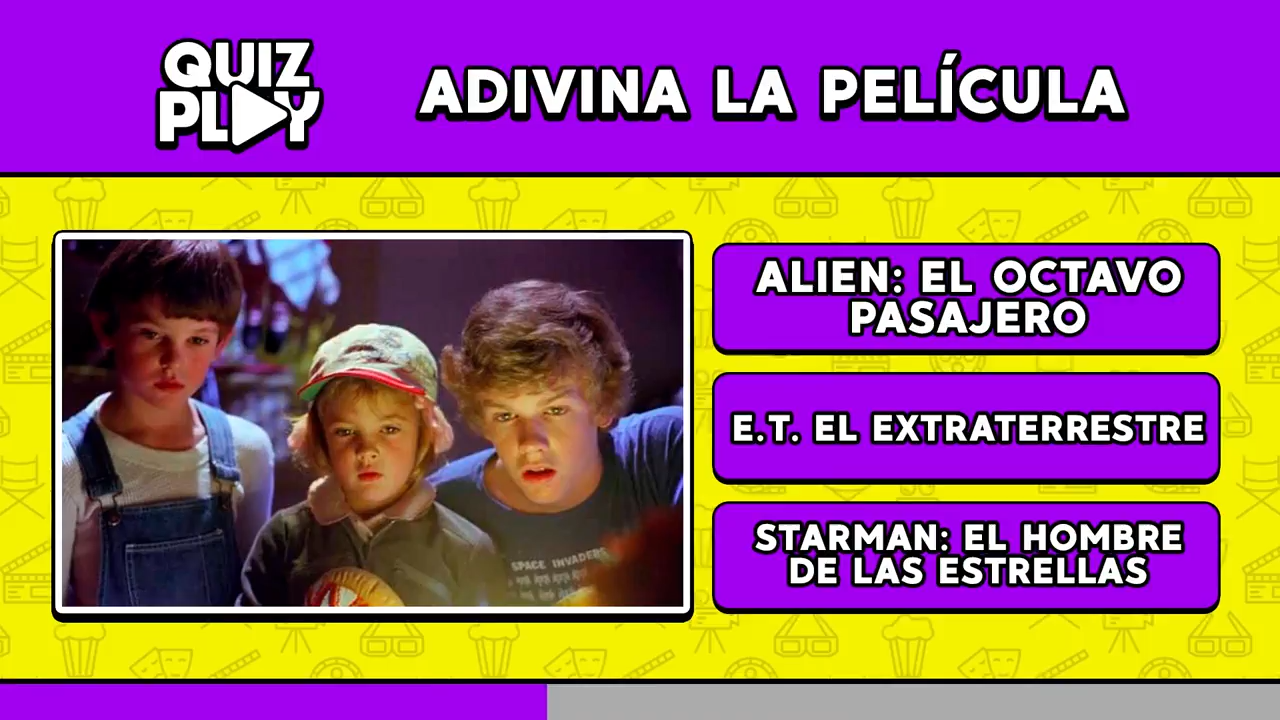 QUIZ
PLAY
ADIVINA LA PELÍCULA
SPACE INVADERS
ALIEN: EL OCTAVO
PASAJERO
E.T. EL EXTRATERRESTRE
STARMAN: EL HOMBRE
DE LAS ESTRELLAS